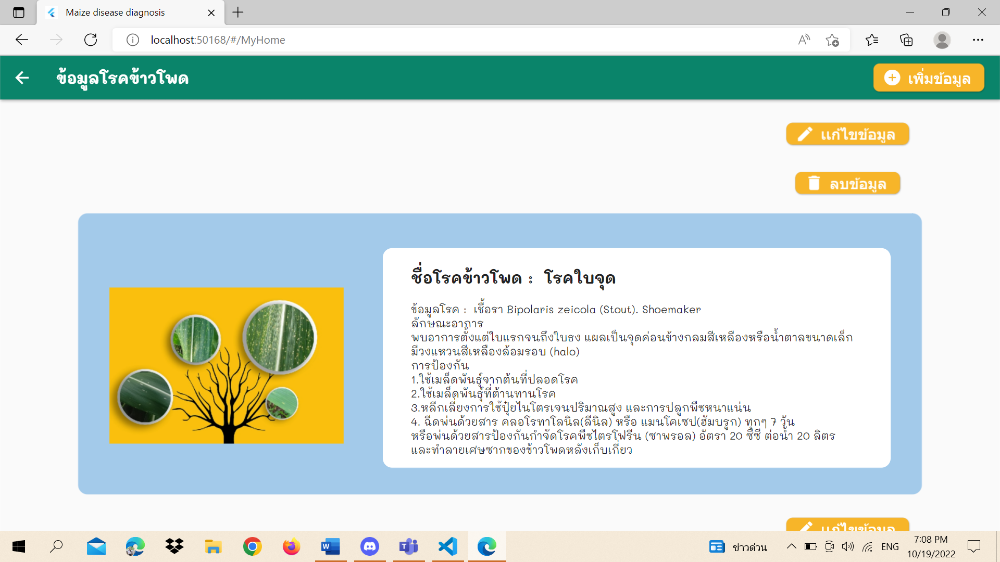 Maize disease diagnosis
localhost:50168/#/MyHome
ข้อมูลโรคข้าวโพด
เพิ่มข้อมูล
แก้ไขข้อมูล
ลบข้อมูล
ชื่อโรคข้าวโพด : โรคใบจุด
ข้อมูลโรค : เชื้อรา Bipolaris zeicola (Stout). Shoemaker
ลักษณะอาการ
พบอาการตั้งแต่ใบแรกจนถึงใบธง แผลเป็นจุดค่อนข้างกลมสีเหลืองหรือน้ำตาลขนาดเล็ก
มีวงแหวนสีเหลืองล้อมรอบ (halo)
การป้องกัน
1.ใช้เมล็ดพันธุ์จากต้นที่ปลอดโรค
2.ใช้เมล็ดพันธุ์ที่ต้านทานโรค
3.หลีกเลี่ยงการใช้ปุ๋ยไนโตรเจนปริมาณสูง และการปลูกพืชหนาแน่น
4. ฉีดพ่นด้วยสาร คลอโรทาโลนิล(ลีนิล) หรือ แมนโคเซป(ฮัมบรูก) ทุกๆ 7 วัน
หรือพ่นด้วยสารป้องกันกำจัดโรคพืชไตรโฟรีน (ซาพรอล) อัตรา 20 ซีซี ต่อน้ำ 20 ลิตร
และทำลายเศษซากของข้าวโพดหลังเก็บเกี่ยว
แก้ไขข้อมูล
ข่าวด่วน
ENG
7:08 PM
10/19/2022